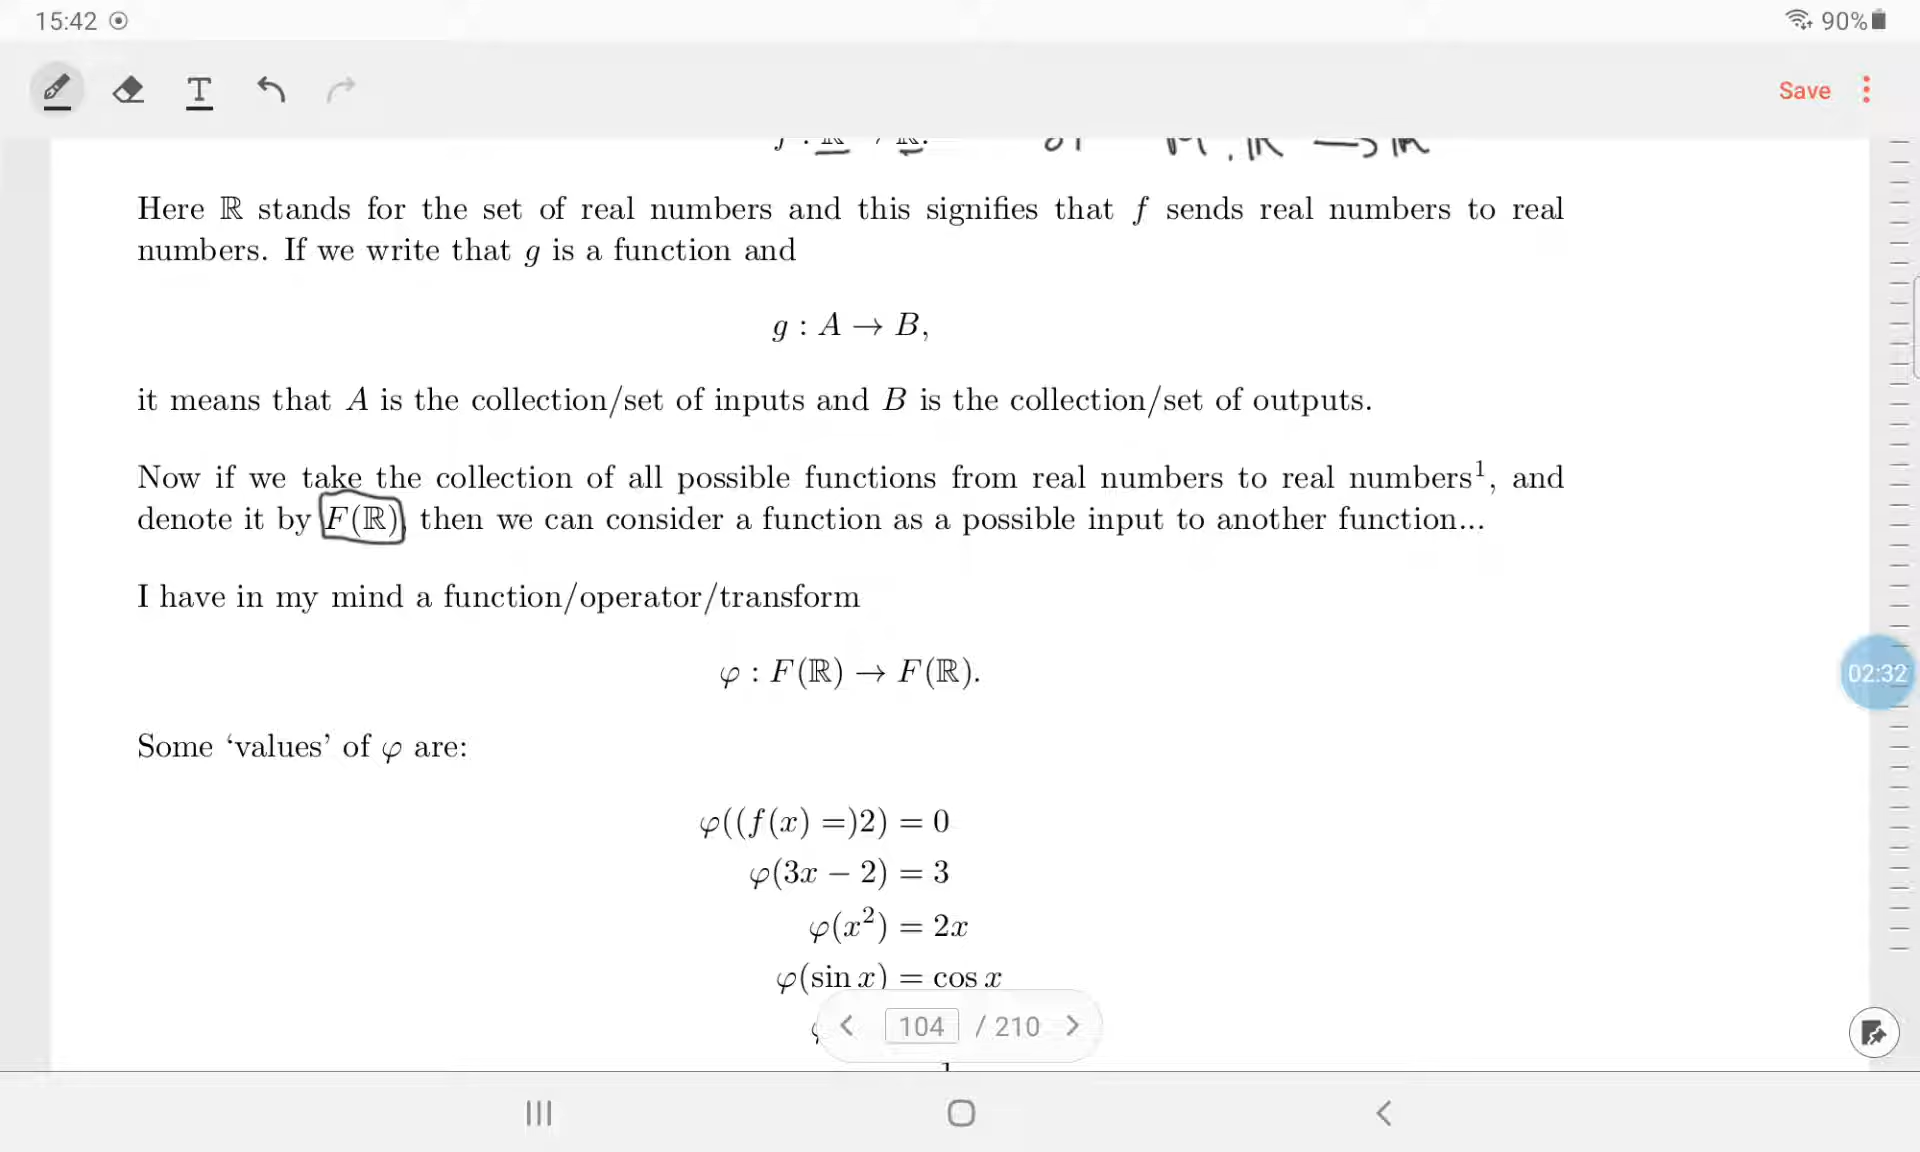 15:42
90%
T
Save
Here ℝ stands for the set of real numbers and this signifies that f sends real numbers to real
numbers. If we write that g is a function and
g : A → B,
it means that A is the collection/set of inputs and B is the collection/set of outputs.
Now if we take the collection of all possible functions from real numbers to real numbers¹, and
denote it by F(ℝ), then we can consider a function as a possible input to another function...
I have in my mind a function/operator/transform
φ : F(ℝ) → F(ℝ).
02:32
Some ‘values’ of φ are:
φ((f(x) =)2) = 0
φ(3x − 2) = 3
φ(x²) = 2x
φ(sin x) = cos x
104 / 210